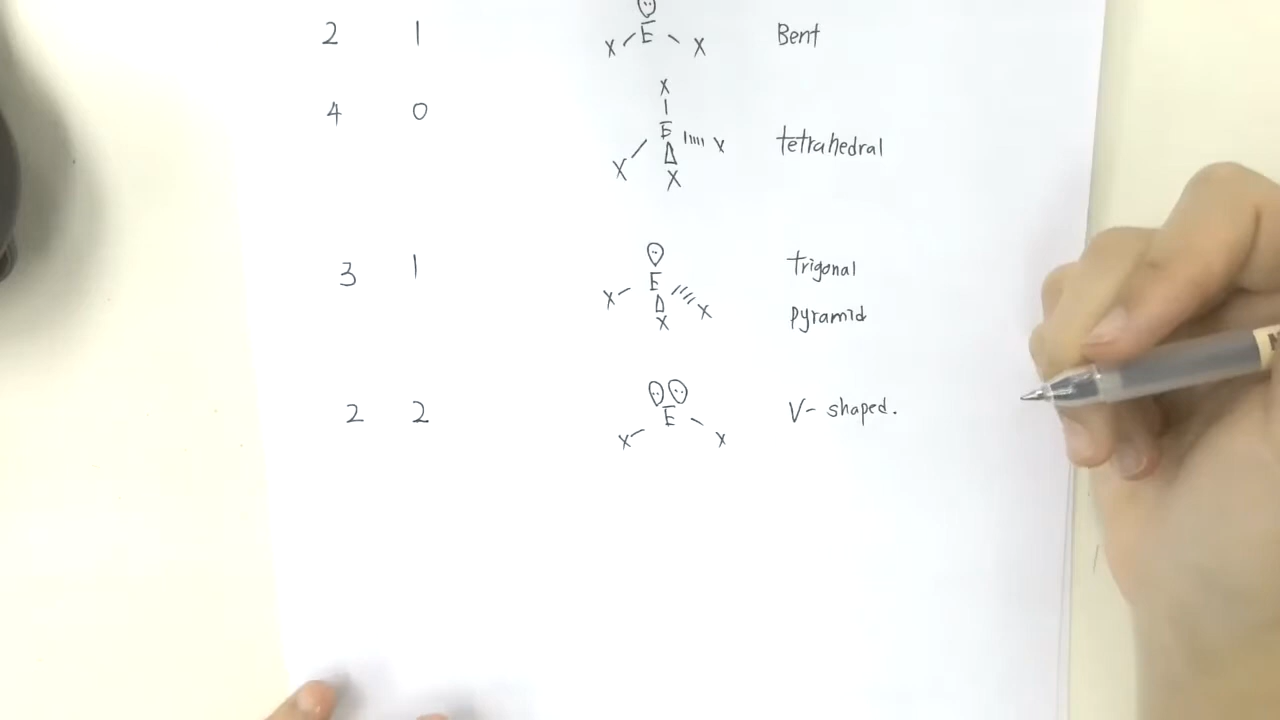 2 1 X E X Bent
X
4 0 E X tetrahedral
X X
3 1 E trigonal
X X X pyramid
2 2 E V- shaped.
X X